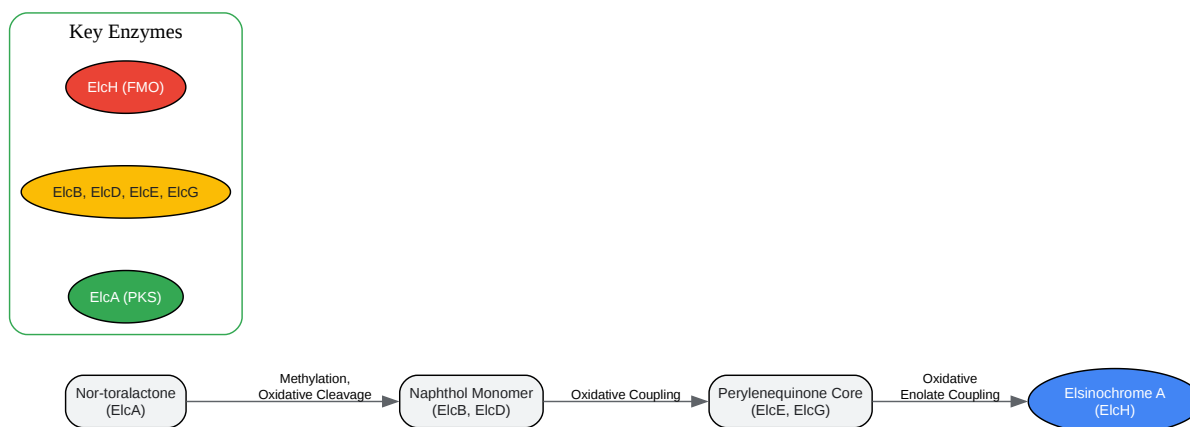 Key Enzymes
ElcH (FMO)
ElcB, ElcD, ElcE, ElcG
ElcA (PKS)
Nor-toralactone
(ElcA)
Methylation,
Oxidative Cleavage
Naphthol Monomer
(ElcB, ElcD)
Oxidative Coupling
Perylenequinone Core
(ElcE, ElcG)
Oxidative
Enolate Coupling
Elsinochrome A
(ElcH)